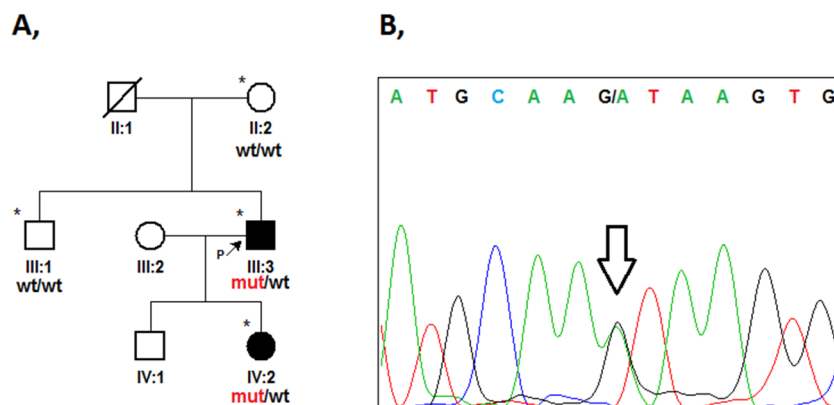 A,
*
II:1
II:2
wt/wt
*
*
P
III:1
III:2
III:3
wt/wt
mut/wt
*
IV:1
IV:2
mut/wt
B,
A T G C A A G/A T A A G T G